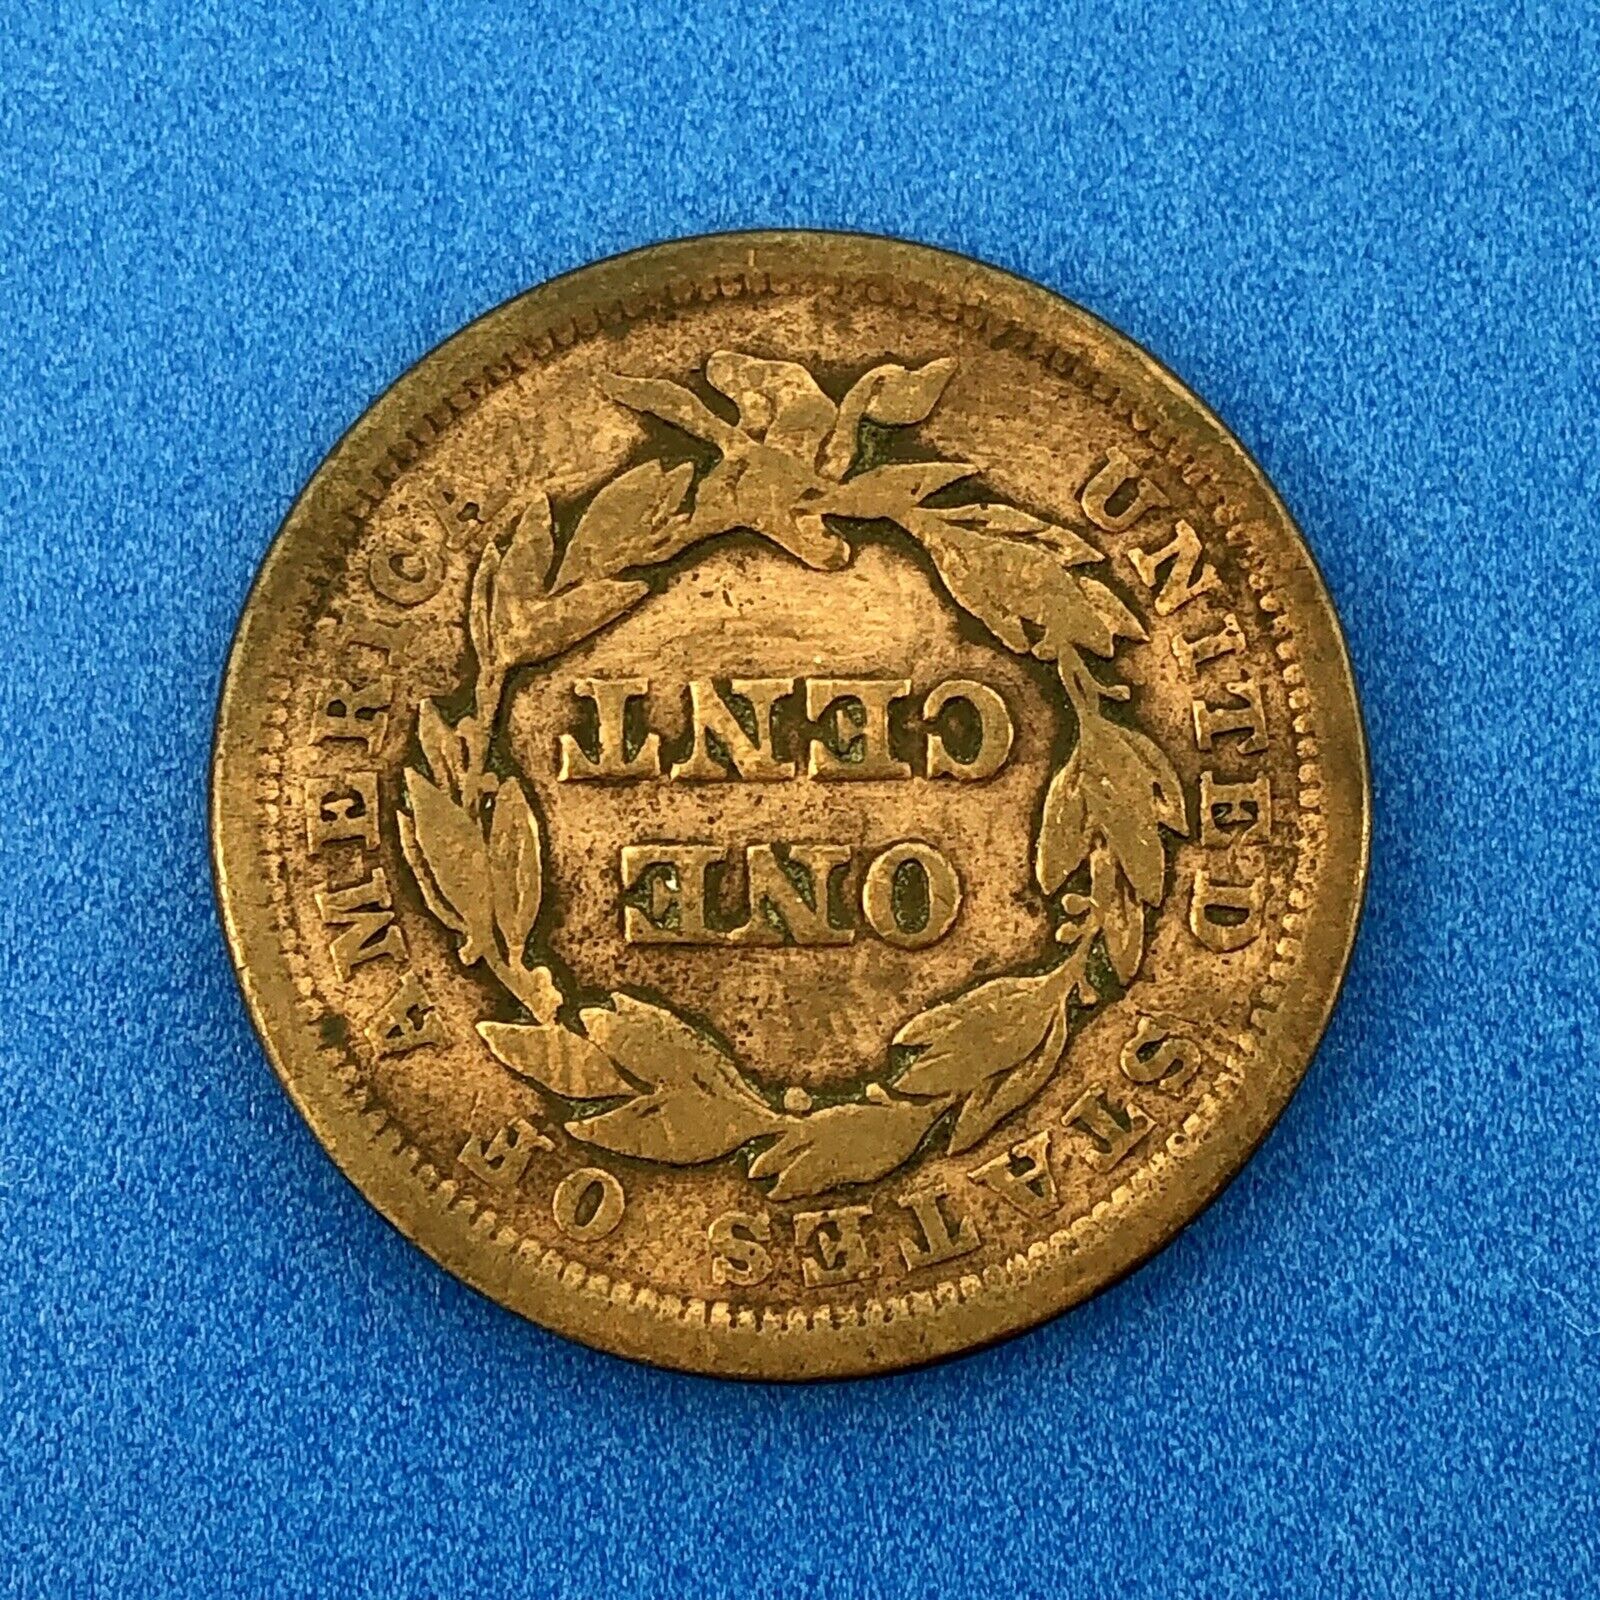 UNITED STATES OF AMERICA
ONE
CENT